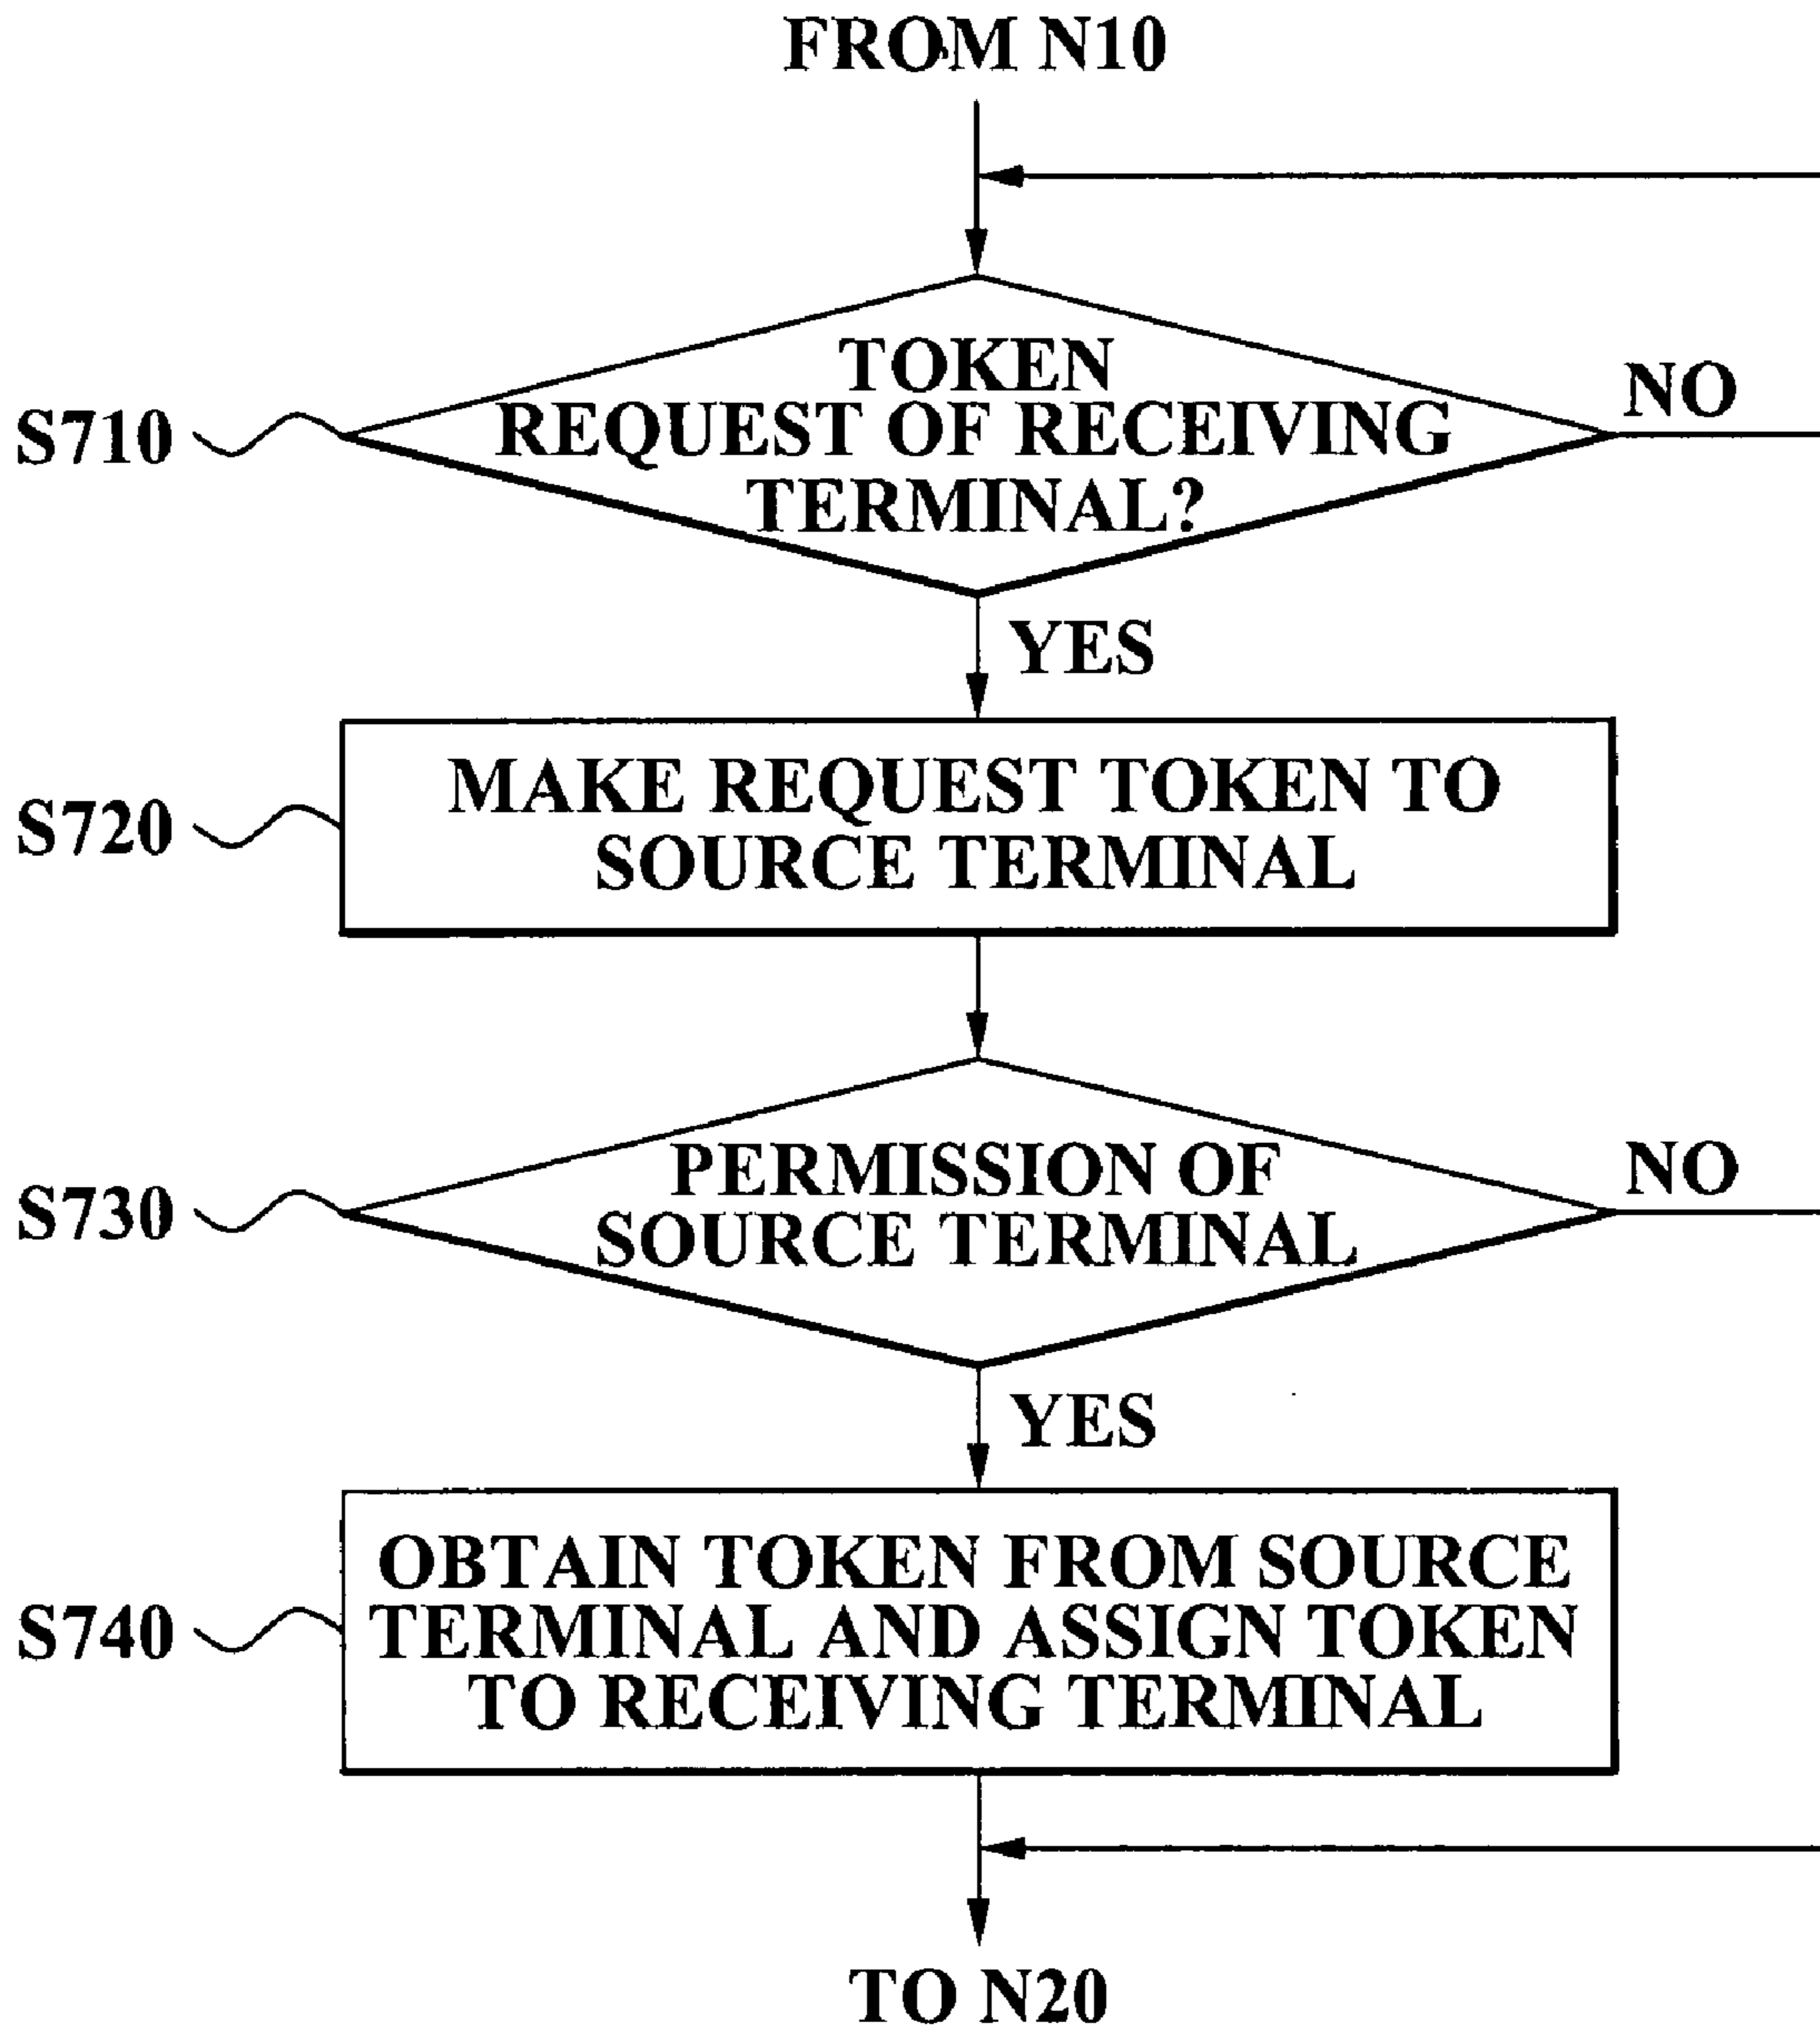 FROM N10
TOKEN
REQUEST OF RECEIVING
TERMINAL?
NO
S710
YES
MAKE REQUEST TOKEN TO
SOURCE TERMINAL
S720
PERMISSION OF
SOURCE TERMINAL
NO
S730
YES
OBTAIN TOKEN FROM SOURCE
TERMINAL AND ASSIGN TOKEN
TO RECEIVING TERMINAL
S740
TO N20